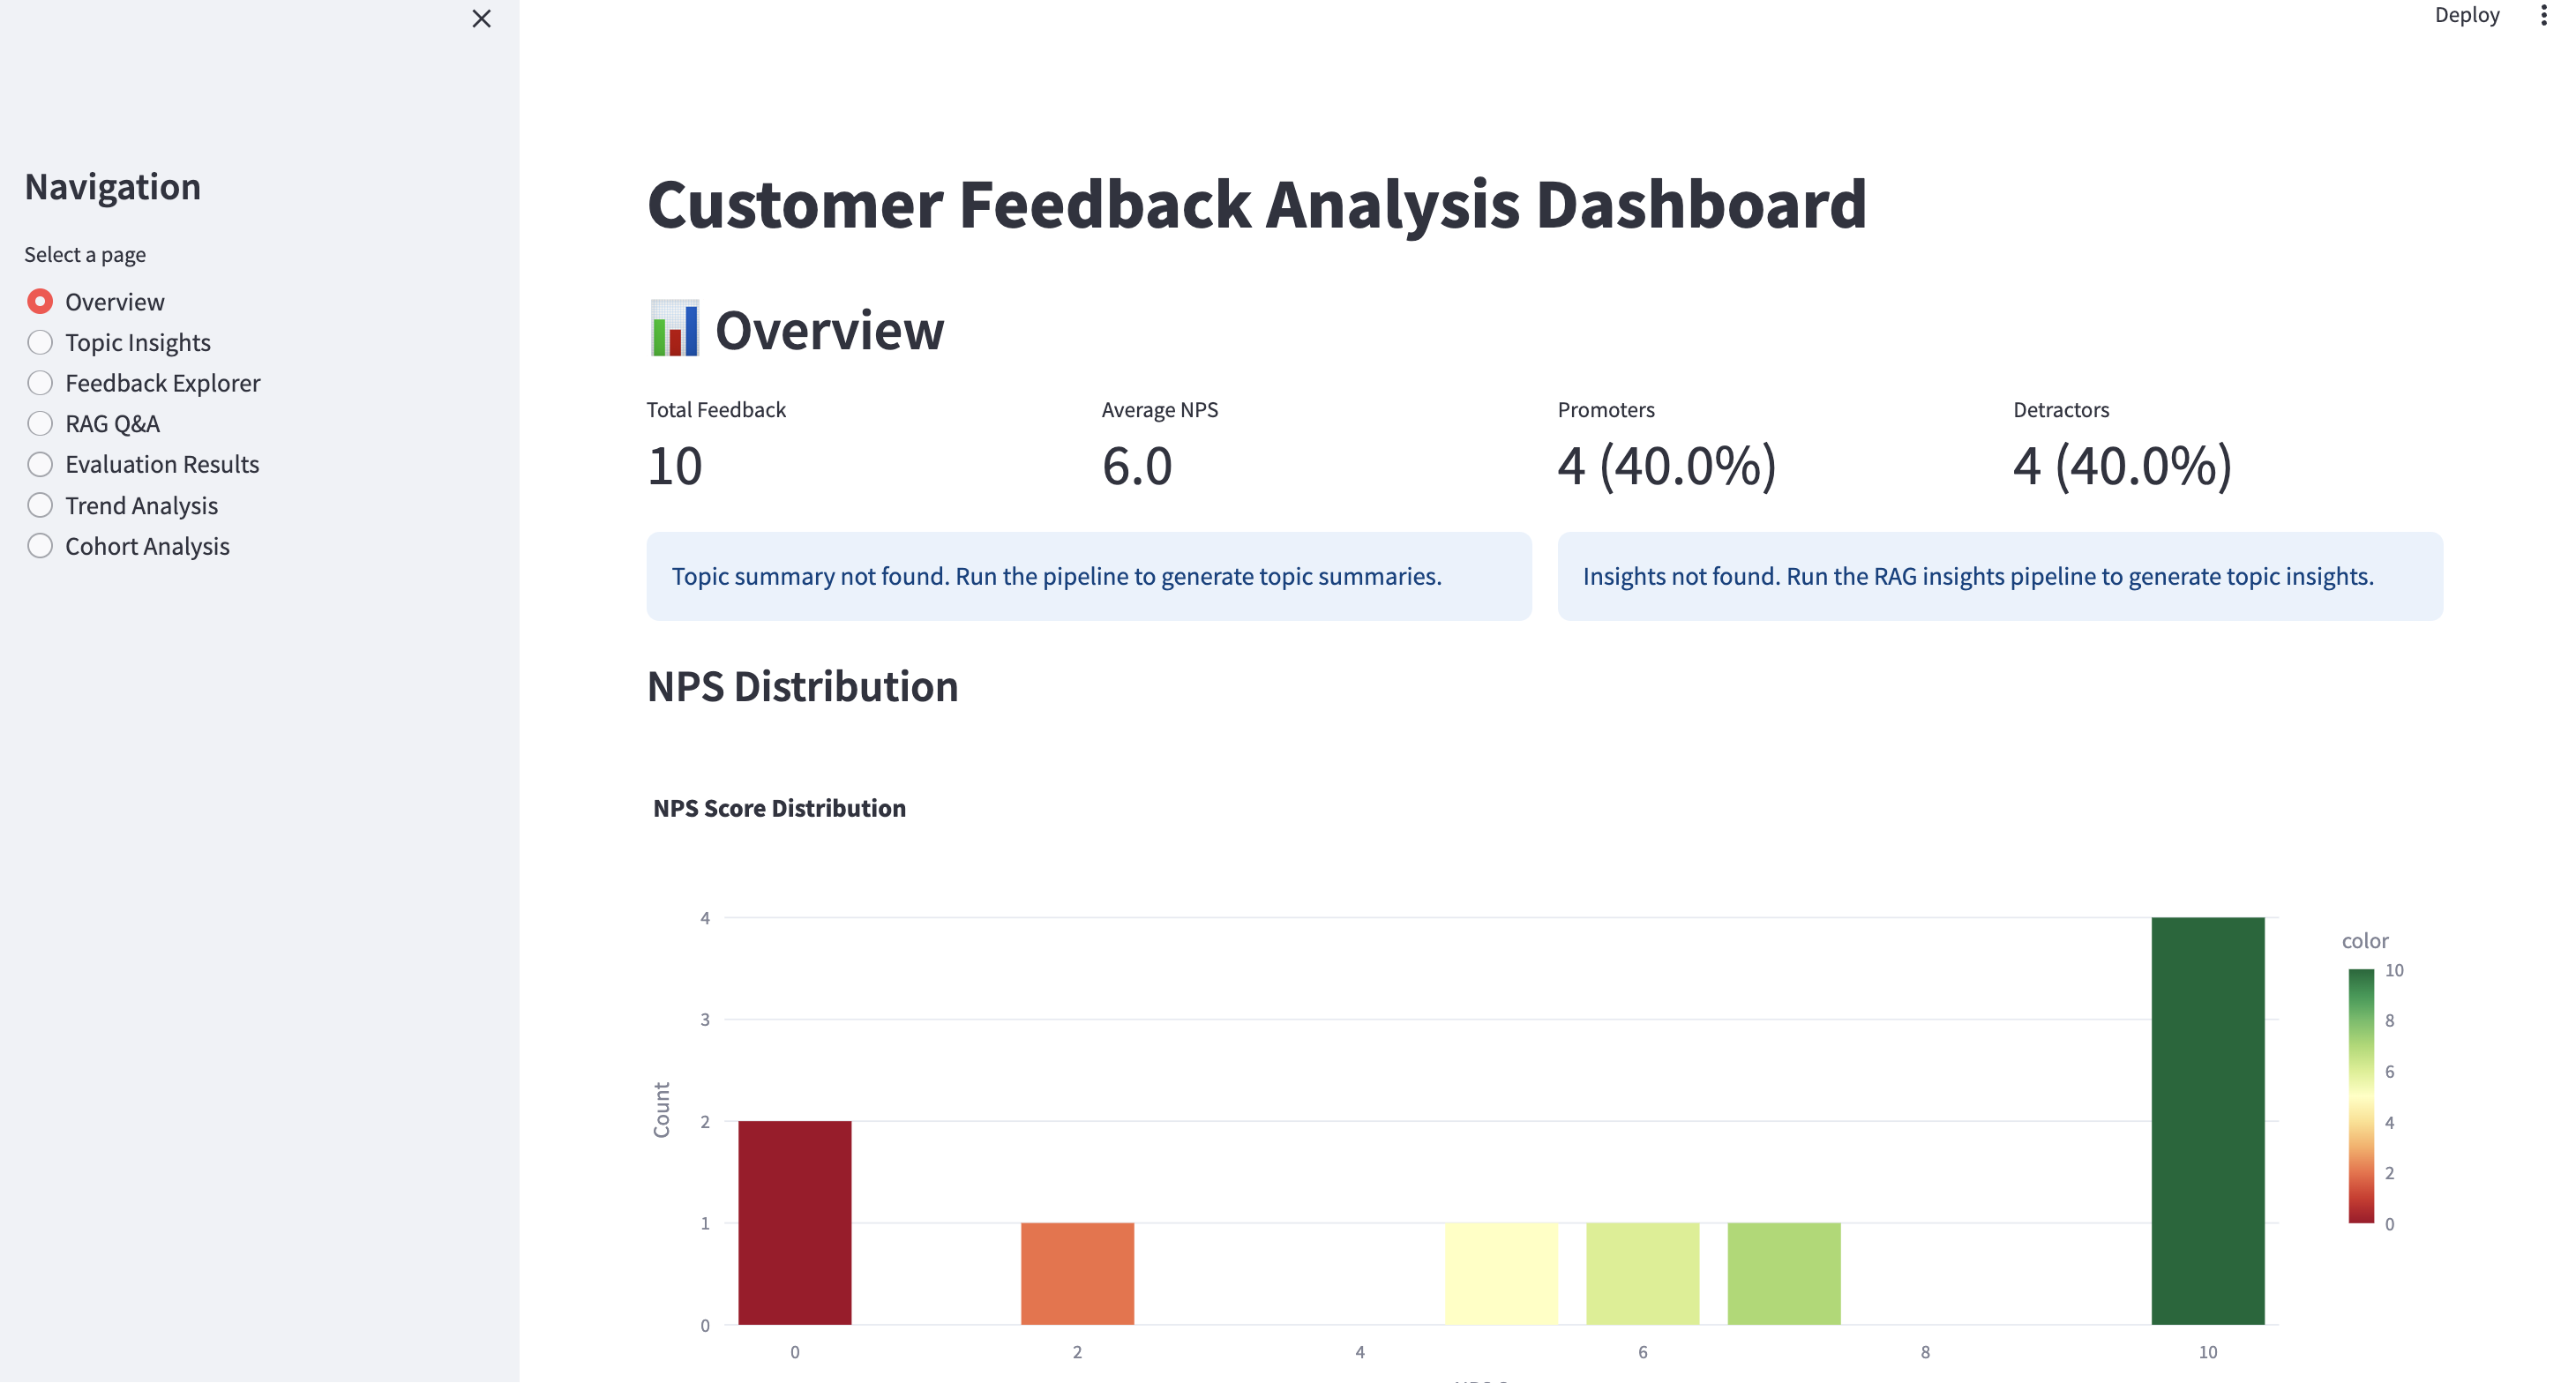 Deploy
Navigation
Select a page
Overview
Topic Insights
Feedback Explorer
RAG Q&A
Evaluation Results
Trend Analysis
Cohort Analysis
Customer Feedback Analysis Dashboard
Overview
Total Feedback
10
Average NPS
6.0
Promoters
4 (40.0%)
Detractors
4 (40.0%)
Topic summary not found. Run the pipeline to generate topic summaries.
Insights not found. Run the RAG insights pipeline to generate topic insights.
NPS Distribution
NPS Score Distribution
Count
4
3
2
1
0
0
2
4
6
8
10
color
10
8
6
4
2
0